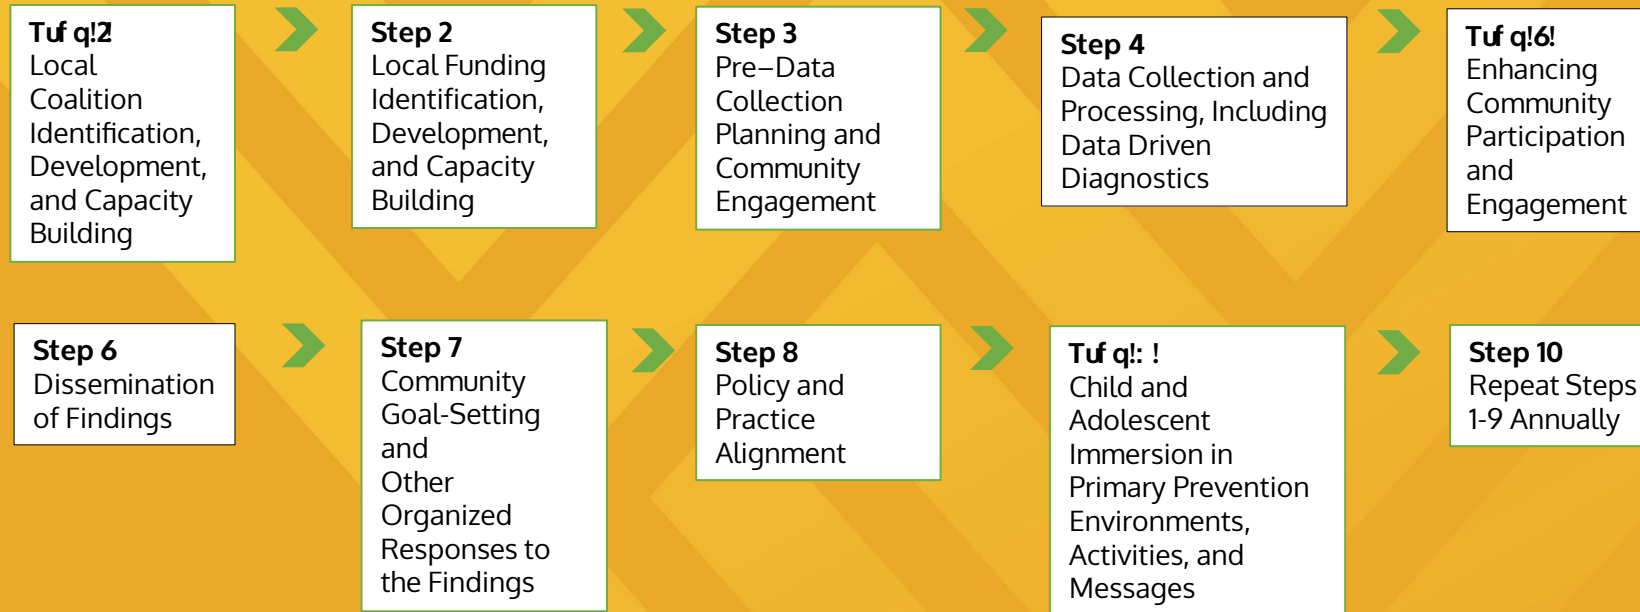 Tuf q!2!
Local
Coalition
Identification,
Development,
and Capacity
Building
Step 2
Local Funding
Identification,
Development,
and Capacity
Building
Step 3
Pre–Data
Collection
Planning and
Community
Engagement
Step 4
Data Collection and
Processing, Including
Data Driven
Diagnostics
Tuf q!6!
Enhancing
Community
Participation
and
Engagement
Step 6
Dissemination
of Findings
Step 7
Community
Goal-Setting
and
Other
Organized
Responses to
the Findings
Step 8
Policy and
Practice
Alignment
Tuf q!: !
Child and
Adolescent
Immersion in
Primary Prevention
Environments,
Activities, and
Messages
Step 10
Repeat Steps
1-9 Annually